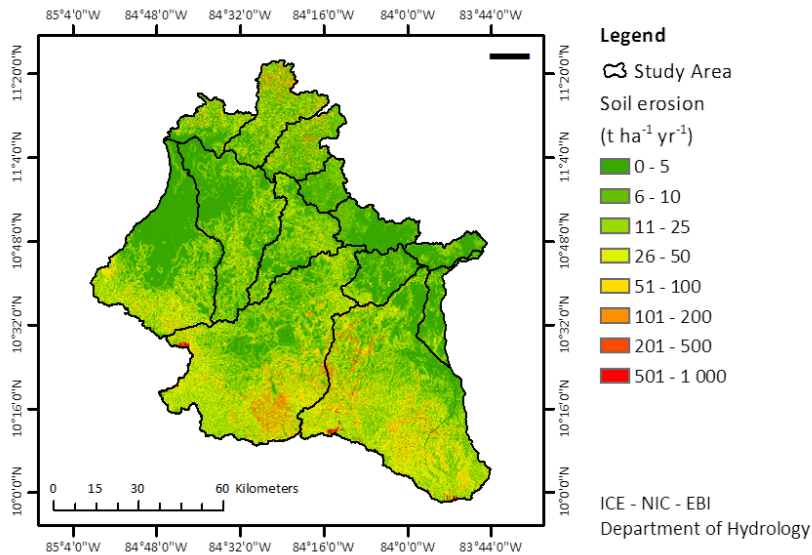 85°4'0"W 84°48'0"W 84°32'0"W 84°16'0"W 84°0'0"W 83°44'0"W
11°20'0"N 11°20'0"N
11°4'0"N 11°4'0"N
10°48'0"N 10°48'0"N
10°32'0"N 10°32'0"N
10°16'0"N 10°16'0"N
10°0'0"N 10°0'0"N
0 15 30 60 Kilometers
85°4'0"W 84°48'0"W 84°32'0"W 84°16'0"W 84°0'0"W 83°44'0"W
Legend
Study Area
Soil erosion
(t ha⁻¹ yr⁻¹)
0 - 5
6 - 10
11 - 25
26 - 50
51 - 100
101 - 200
201 - 500
501 - 1 000
ICE - NIC - EBI
Department of Hydrology